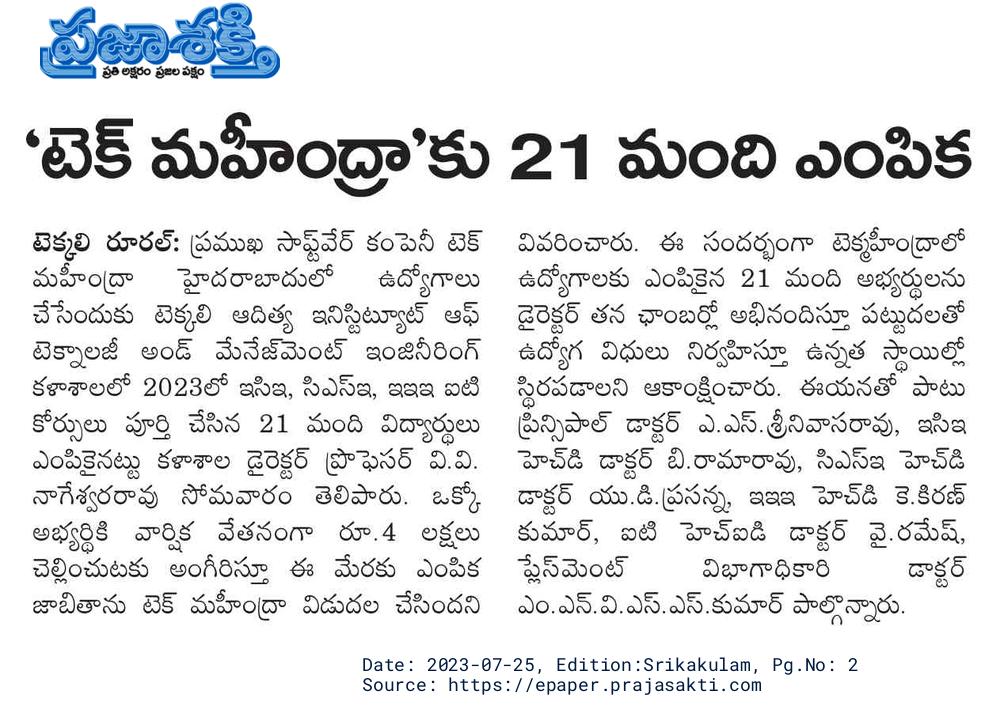 ప్రజాశక్తి
ప్రతి అక్షరం ప్రజల పక్షం
‘టెక్ మహీంద్రా’కు 21 మంది ఎంపిక
టెక్కలి రూరల్: ప్రముఖ సాఫ్ట్‌వేర్ కంపెనీ టెక్
మహీంద్రా హైదరాబాదులో ఉద్యోగాలు
చేసేందుకు టెక్కలి ఆదిత్య ఇనిస్టిట్యూట్ ఆఫ్
టెక్నాలజీ అండ్ మేనేజ్‌మెంట్ ఇంజినీరింగ్
కళాశాలలో 2023లో ఇసిఇ, సిఎస్ఇ, ఇఇఇ ఐటి
కోర్సులు పూర్తి చేసిన 21 మంది విద్యార్థులు
ఎంపికైనట్టు కళాశాల డైరెక్టర్ ప్రొఫెసర్ వి.వి.
నాగేశ్వరరావు సోమవారం తెలిపారు. ఒక్కో
అభ్యర్థికి వార్షిక వేతనంగా రూ.4 లక్షలు
చెల్లించుటకు అంగీరిస్తూ ఈ మేరకు ఎంపిక
జాబితాను టెక్ మహీంద్రా విడుదల చేసిందని
వివరించారు. ఈ సందర్భంగా టెక్మహీంద్రాలో
ఉద్యోగాలకు ఎంపికైన 21 మంది అభ్యర్థులను
డైరెక్టర్ తన ఛాంబర్లో అభినందిస్తూ పట్టుదలతో
ఉద్యోగ విధులు నిర్వహిస్తూ ఉన్నత స్థాయిల్లో
స్థిరపడాలని ఆకాంక్షించారు. ఈయనతో పాటు
ప్రిన్సిపాల్ డాక్టర్ ఎ.ఎస్.శ్రీనివాసరావు, ఇసిఇ
హెచ్‌డి డాక్టర్ బి.రామారావు, సిఎస్ఇ హెచ్‌డి
డాక్టర్ యు.డి.ప్రసన్న, ఇఇఇ హెచ్‌డి కె.కిరణ్
కుమార్, ఐటి హెచ్ఐడి డాక్టర్ వై.రమేష్,
ప్లేస్‌మెంట్ విభాగాధికారి డాక్టర్
ఎం.ఎన్.వి.ఎస్.ఎస్.కుమార్ పాల్గొన్నారు.
Date: 2023-07-25, Edition:Srikakulam, Pg.No: 2
Source: https://epaper.prajasakti.com